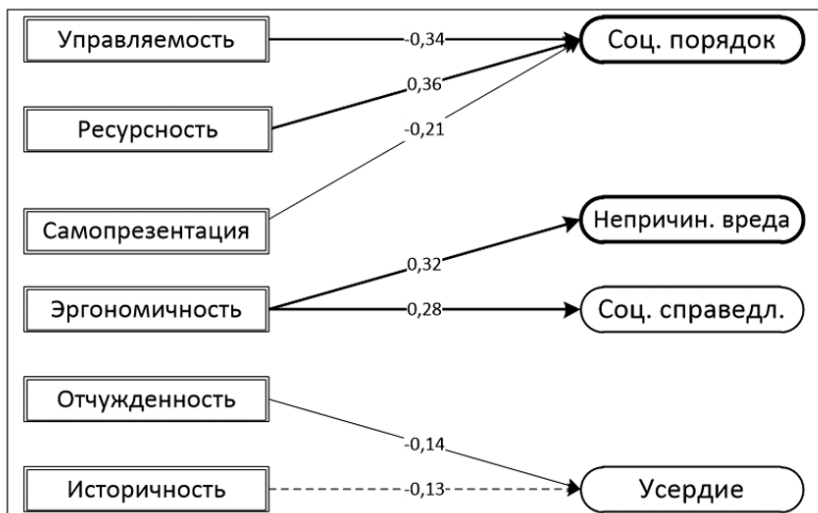 Управляемость
-0,34
Соц. порядок
0,36
Ресурсность
-0,21
Самопрезентация
Непричин. вреда
0,32
Эргономичность
0,28
Соц. справедл.
Отчужденность
-0,14
Историчность
-0,13
Усердие